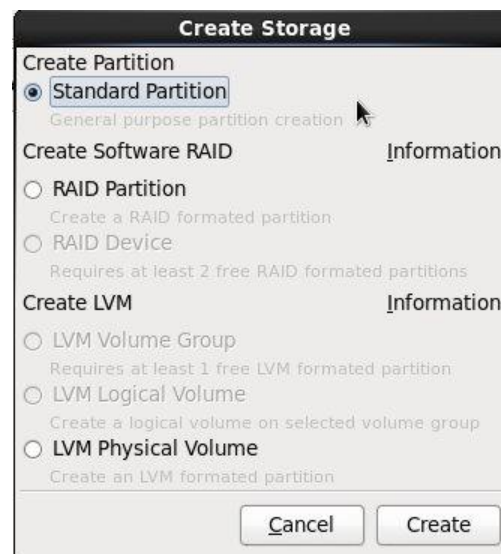 Create Storage
Create Partition
Standard Partition
General purpose partition creation
Create Software RAID Information
RAID Partition
Create a RAID formated partition
RAID Device
Requires at least 2 free RAID formated partitions
Create LVM Information
LVM Volume Group
Requires at least 1 free LVM formated partition
LVM Logical Volume
Create a logical volume on selected volume group
LVM Physical Volume
Create an LVM formated partition
Cancel Create